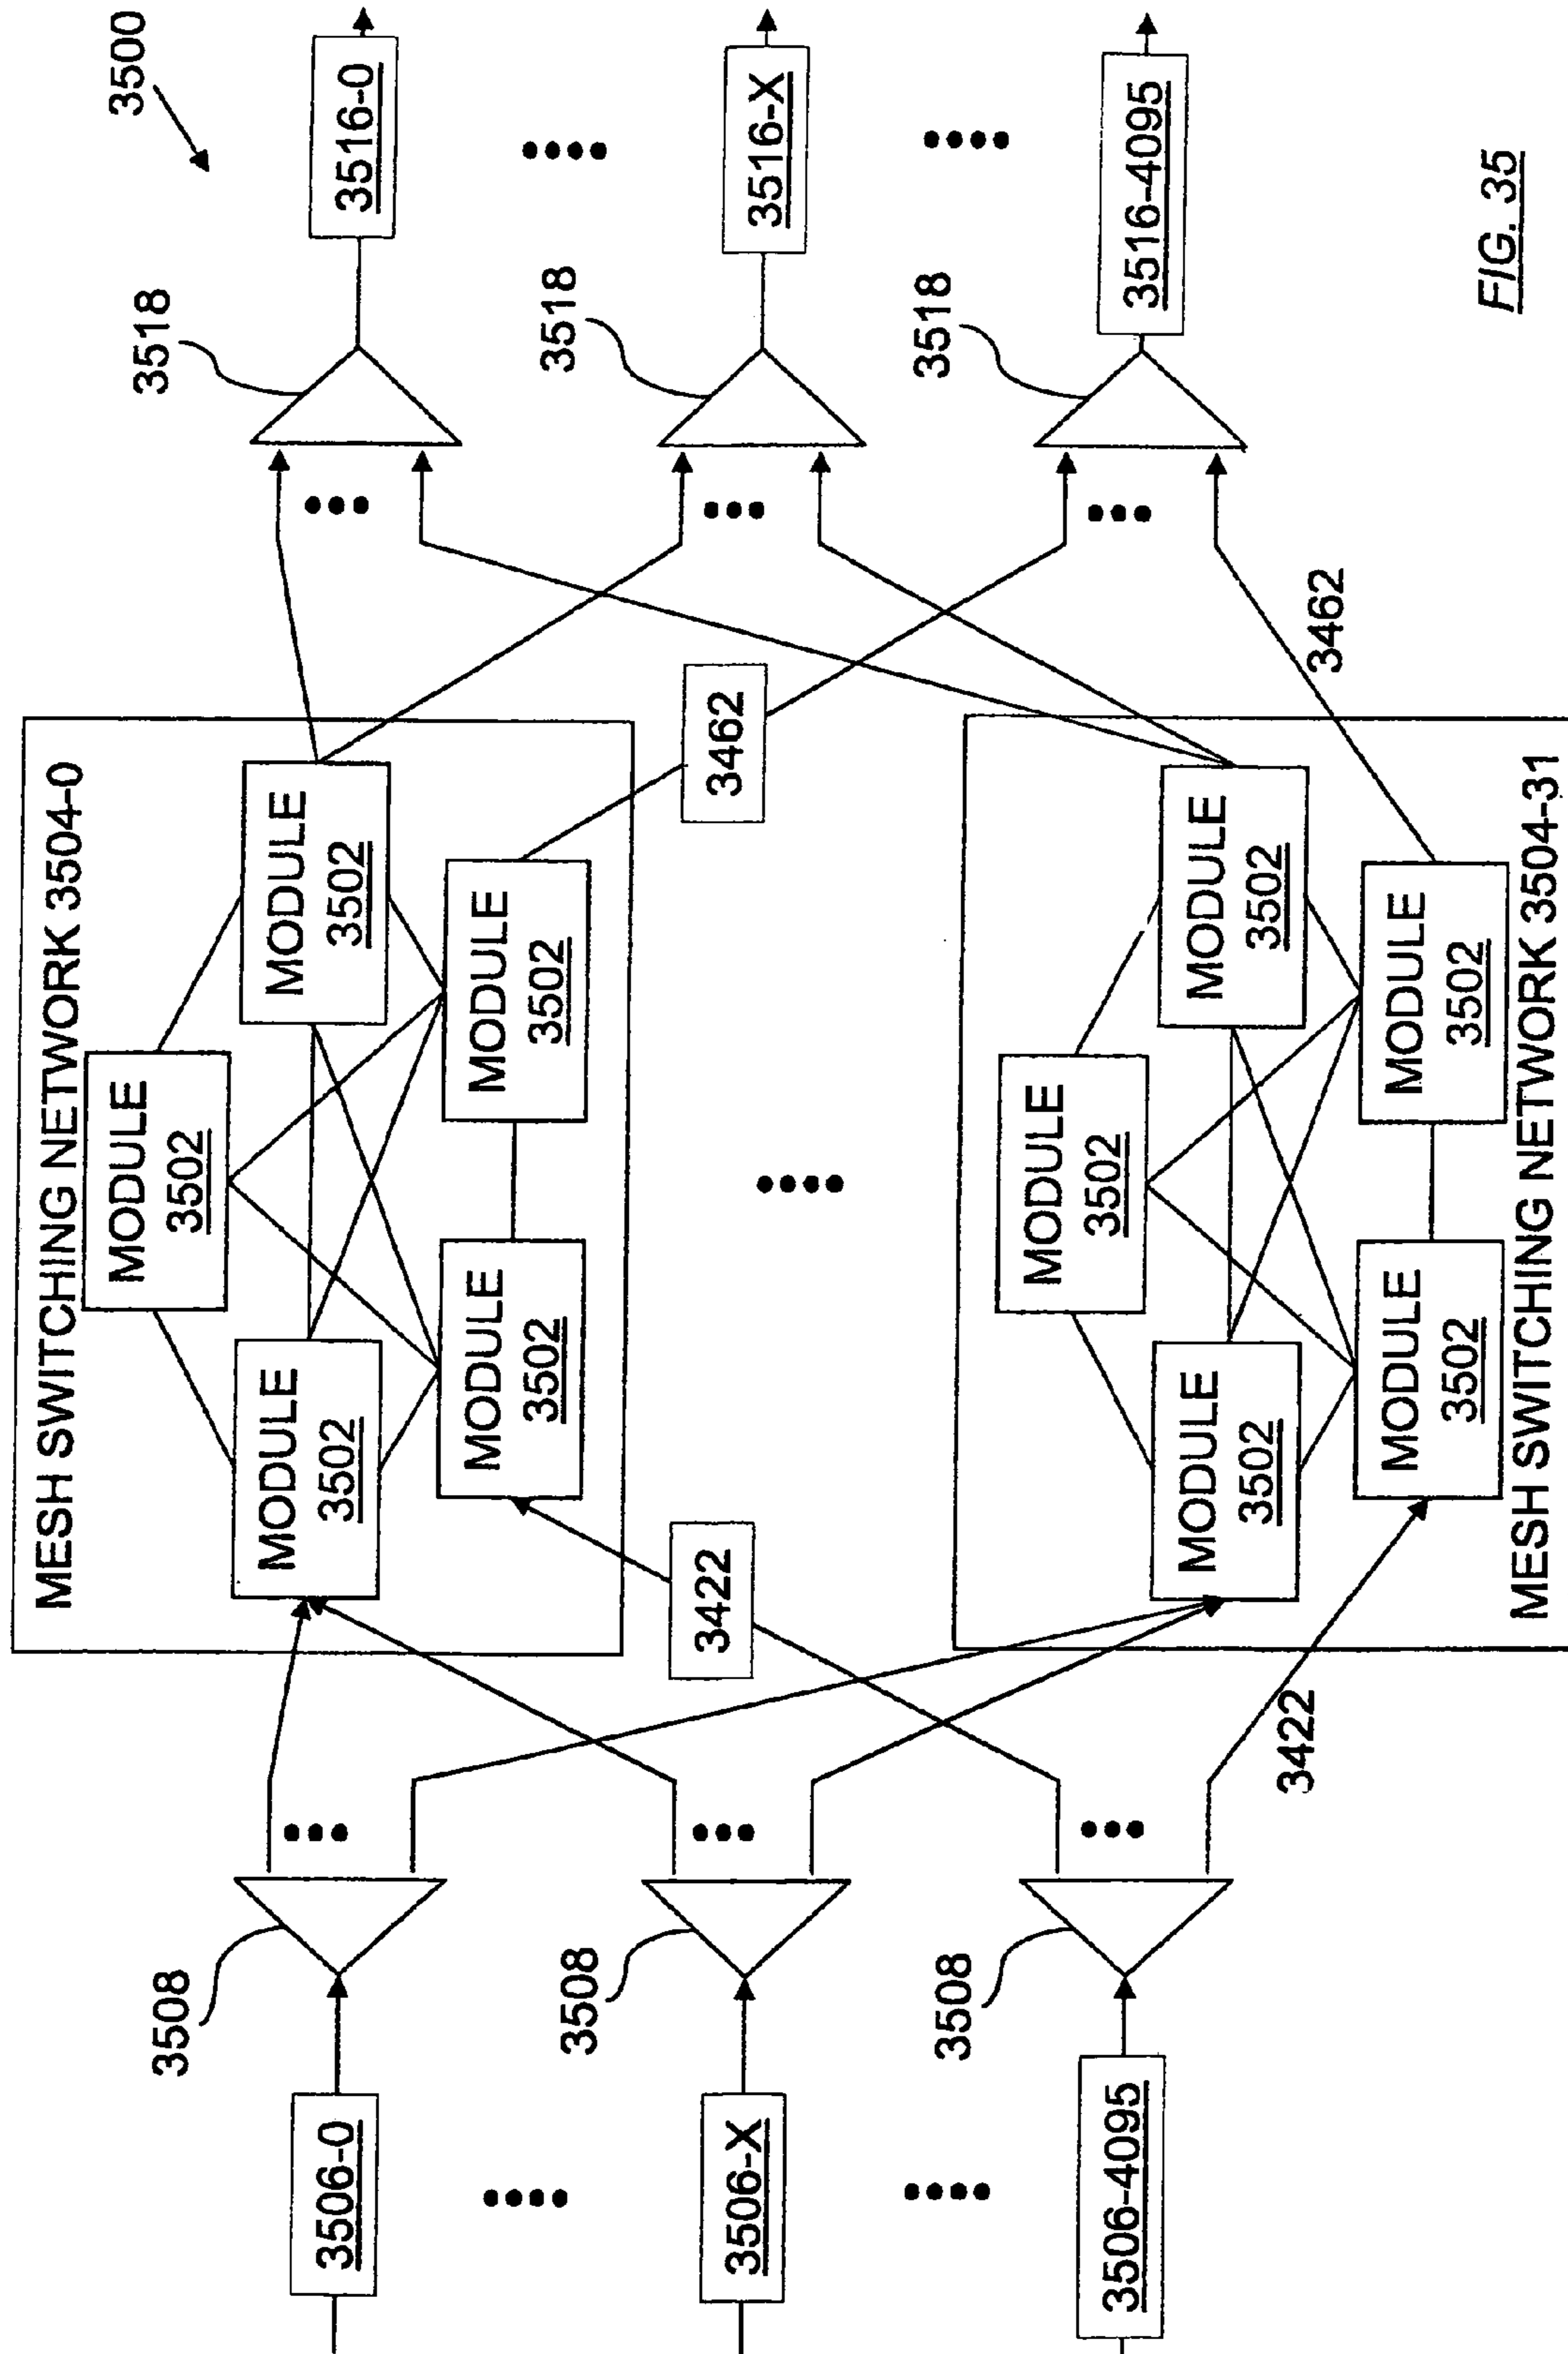 3500
3508
3506-0
3508
3506-X
3508
3506-4095
MESH SWITCHING NETWORK 3504-0
MODULE
3502
MODULE
3502
MODULE
3502
MODULE
3502
MODULE
3502
3422
3462
3422
3462
MODULE
3502
MODULE
3502
MODULE
3502
MODULE
3502
MODULE
3502
MESH SWITCHING NETWORK 3504-31
3518
3516-0
3518
3516-X
3518
3516-4095
FIG. 35